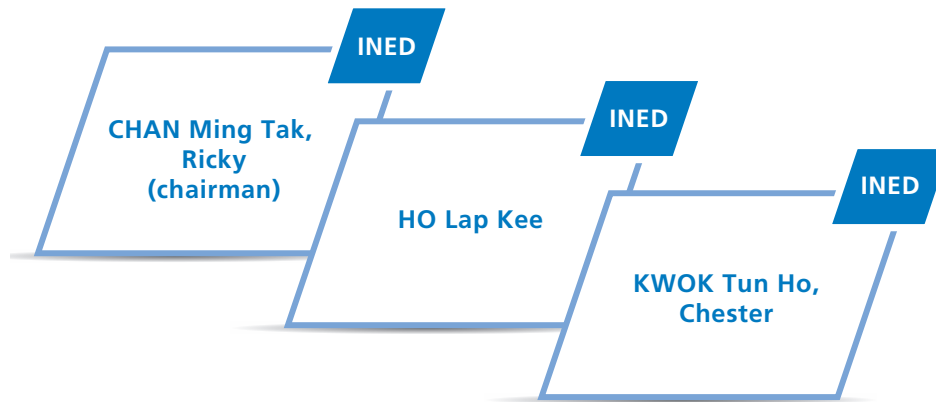 INED
CHAN Ming Tak,
Ricky
(chairman)
INED
HO Lap Kee
INED
KWOK Tun Ho,
Chester